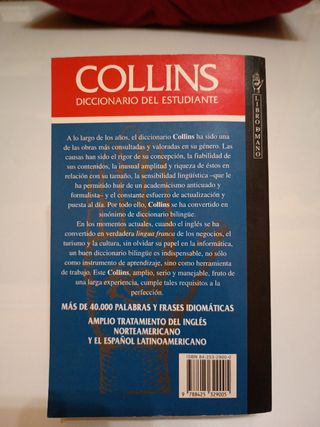 COLLINS
DICCIONARIO DEL ESTUDIANTE
LIBRO DE MANO
A lo largo de los años, el diccionario Collins ha sido una
de las obras más consultadas y valoradas en su género. Las
causas han sido el rigor de su concepción, la fiabilidad de
sus contenidos, la inusual amplitud y riqueza de éstos en
relación con su tamaño, la sensibilidad lingüística –que le
ha permitido huir de un academicismo anticuado y
formalista– y el constante esfuerzo de actualización y
puesta al día. Por todo ello, Collins se ha convertido en
sinónimo de diccionario bilingüe.
En los momentos actuales, cuando el inglés se ha
convertido en verdadera lingua franca de los negocios, el
turismo y la cultura, sin olvidar su papel en la informática,
un buen diccionario bilingüe es indispensable, no sólo
como instrumento de aprendizaje, sino como herramienta
de trabajo. Este Collins, amplio, serio y manejable, fruto de
una larga experiencia, cumple tales requisitos a la
perfección.
MÁS DE 40.000 PALABRAS Y FRASES IDIOMÁTICAS
AMPLIO TRATAMIENTO DEL INGLÉS
NORTEAMERICANO
Y EL ESPAÑOL LATINOAMERICANO
ISBN 84-253-2900-0
9 788425 329005